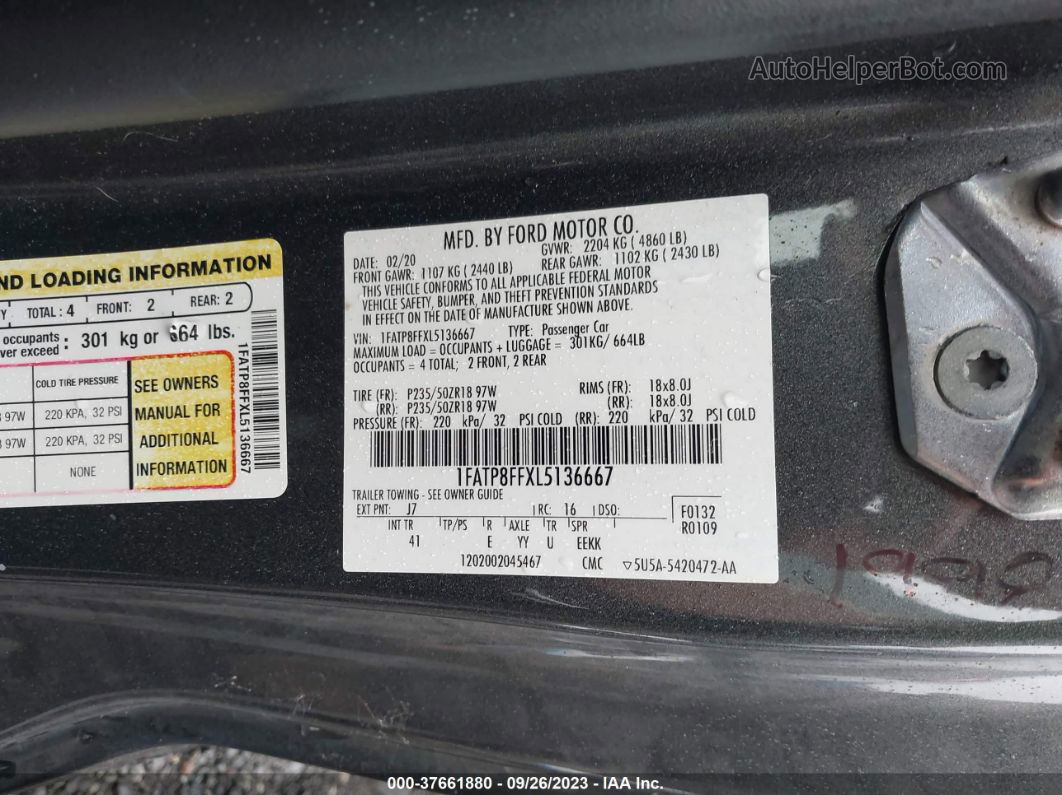 AutoHelperBot.com
ND LOADING INFORMATION
Y TOTAL: 4 FRONT: 2 REAR: 2
occupants
ver exceed : 301 kg or 664 lbs.
COLD TIRE PRESSURE
97W 220 KPA, 32 PSI
97W 220 KPA, 32 PSI
NONE
SEE OWNERS
MANUAL FOR
ADDITIONAL
INFORMATION
1FATP8FFXL5136667
MFD. BY FORD MOTOR CO.
DATE: 02/20 GVWR: 2204 KG ( 4860 LB)
FRONT GAWR: 1107 KG ( 2440 LB) REAR GAWR: 1102 KG ( 2430 LB)
THIS VEHICLE CONFORMS TO ALL APPLICABLE FEDERAL MOTOR
VEHICLE SAFETY, BUMPER, AND THEFT PREVENTION STANDARDS
IN EFFECT ON THE DATE OF MANUFACTURE SHOWN ABOVE.
VIN: 1FATP8FFXL5136667 TYPE: Passenger Car
MAXIMUM LOAD = OCCUPANTS + LUGGAGE = 301KG/ 664LB
OCCUPANTS = 4 TOTAL; 2 FRONT, 2 REAR
TIRE (FR): P235/50ZR18 97W RIMS (FR): 18x8.0J
(RR): P235/50ZR18 97W (RR): 18x8.0J
PRESSURE (FR): 220 kPa/ 32 PSI COLD (RR): 220 kPa/ 32 PSI COLD
1FATP8FFXL5136667
TRAILER TOWING - SEE OWNER GUIDE
EXT PNT: J7 RC: 16 DSO: F0132
INT TR TP/PS R AXLE TR SPR R0109
41 E YY U EEKK
1202002045467 CMC ▽5U5A-5420472-AA
000-37661880 - 09/26/2023 - IAA Inc.